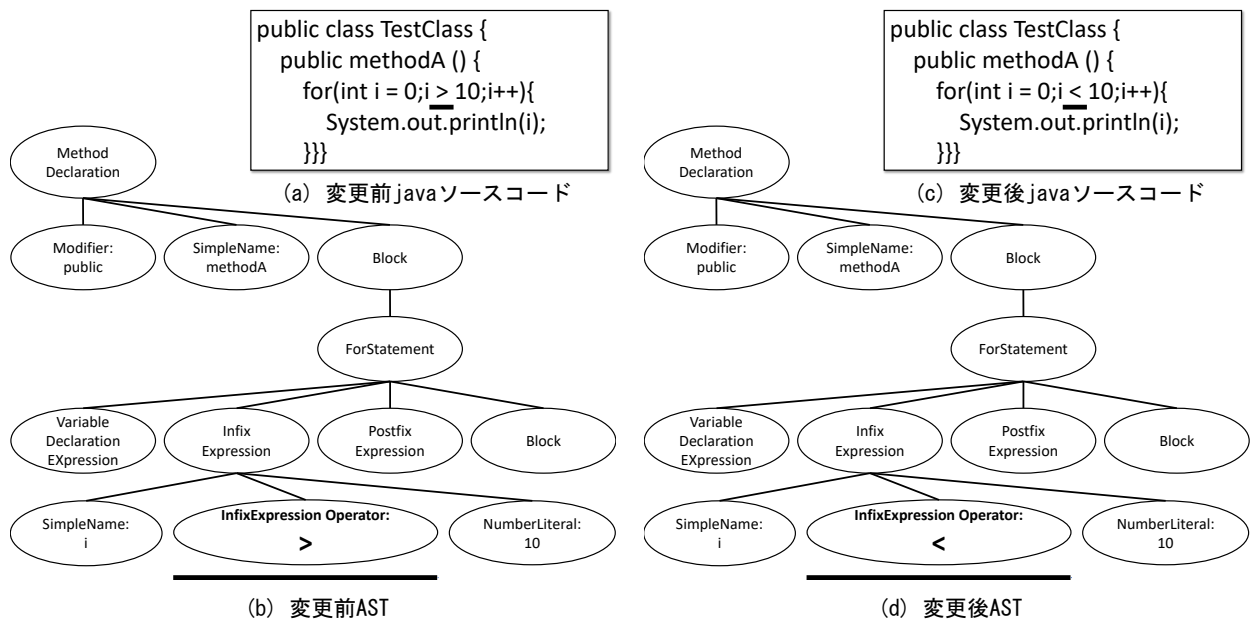 public class TestClass {
public methodA () {
for(int i = 0;i > 10;i++){
System.out.println(i);
}}}
(a) 変更前javaソースコード
Method
Declaration
Modifier:
public
SimpleName:
methodA
Block
ForStatement
Variable
Declaration
EXpression
Infix
Expression
Postfix
Expression
Block
SimpleName:
i
InfixExpression Operator:
>
NumberLiteral:
10
(b) 変更前AST
public class TestClass {
public methodA () {
for(int i = 0;i < 10;i++){
System.out.println(i);
}}}
(c) 変更後javaソースコード
Method
Declaration
Modifier:
public
SimpleName:
methodA
Block
ForStatement
Variable
Declaration
EXpression
Infix
Expression
Postfix
Expression
Block
SimpleName:
i
InfixExpression Operator:
<
NumberLiteral:
10
(d) 変更後AST